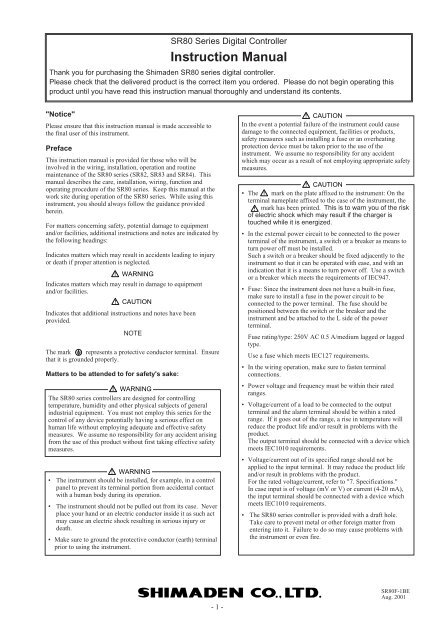 SR80 Series Digital Controller
Instruction Manual
Thank you for purchasing the Shimaden SR80 series digital controller.
Please check that the delivered product is the correct item you ordered. Please do not begin operating this
product until you have read this instruction manual thoroughly and understand its contents.
"Notice"
Please ensure that this instruction manual is made accessible to
the final user of this instrument.
Preface
This instruction manual is provided for those who will be
involved in the wiring, installation, operation and routine
maintenance of the SR80 series (SR82, SR83 and SR84). This
manual describes the care, installation, wiring, function and
operating procedure of the SR80 series. Keep this manual at the
work site during operation of the SR80 series. While using this
instrument, you should always follow the guidance provided
herein.
For matters concerning safety, potential damage to equipment
and/or facilities, additional instructions and notes are indicated by
the following headings:
Indicates matters which may result in accidents leading to injury
or death if proper attention is neglected.
WARNING
Indicates matters which may result in damage to equipment
and/or facilities.
CAUTION
Indicates that additional instructions and notes have been
provided.
NOTE
The mark represents a protective conductor terminal. Ensure
that it is grounded properly.
Matters to be attended to for safety's sake:
WARNING
The SR80 series controllers are designed for controlling
temperature, humidity and other physical subjects of general
industrial equipment. You must not employ this series for the
control of any device potentially having a serious effect on
human life without employing adequate and effective safety
measures. We assume no responsibility for any accident arising
from the use of this product without first taking effective safety
measures.
WARNING
• The instrument should be installed, for example, in a control
panel to prevent its terminal portion from accidental contact
with a human body during its operation.
• The instrument should not be pulled out from its case. Never
place your hand or an electric conductor inside it as such act
may cause an electric shock resulting in serious injury or
death.
• Make sure to ground the protective conductor (earth) terminal
prior to using the instrument.
CAUTION
In the event a potential failure of the instrument could cause
damage to the connected equipment, facilities or products,
safety measures such as installing a fuse or an overheating
protection device must be taken prior to the use of the
instrument. We assume no responsibility for any accident
which may occur as a result of not employing appropriate safety
measures.
CAUTION
• The mark on the plate affixed to the instrument: On the
terminal nameplate affixed to the case of the instrument, the
mark has been printed. This is to warn you of the risk
of electric shock which may result if the charger is
touched while it is energized.
• In the external power circuit to be connected to the power
terminal of the instrument, a switch or a breaker as means to
turn power off must be installed.
Such a switch or a breaker should be fixed adjacently to the
instrument so that it can be operated with ease, and with an
indication that it is a means to turn power off. Use a switch
or a breaker which meets the requirements of IEC947.
• Fuse: Since the instrument does not have a built-in fuse,
make sure to install a fuse in the power circuit to be
connected to the power terminal. The fuse should be
positioned between the switch or the breaker and the
instrument and be attached to the L side of the power
terminal.
Fuse rating/type: 250V AC 0.5 A/medium lagged or lagged
type.
Use a fuse which meets IEC127 requirements.
• In the wiring operation, make sure to fasten terminal
connections.
• Power voltage and frequency must be within their rated
ranges.
• Voltage/current of a load to be connected to the output
terminal and the alarm terminal should be within a rated
range. If it goes out of the range, a rise in temperature will
reduce the product life and/or result in problems with the
product.
The output terminal should be connected with a device which
meets IEC1010 requirements.
• Voltage/current out of its specified range should not be
applied to the input terminal. It may reduce the product life
and/or result in problems with the product.
For the rated voltage/current, refer to "7. Specifications."
In case input is of voltage (mV or V) or current (4-20 mA),
the input terminal should be connected with a device which
meets IEC1010 requirements.
• The SR80 series controller is provided with a draft hole.
Take care to prevent metal or other foreign matter from
entering into it. Failure to do so may cause problems with
the instrument or even fire.
SHIMADEN CO., LTD.
SR80F-1BE
Aug. 2001
- 1 -